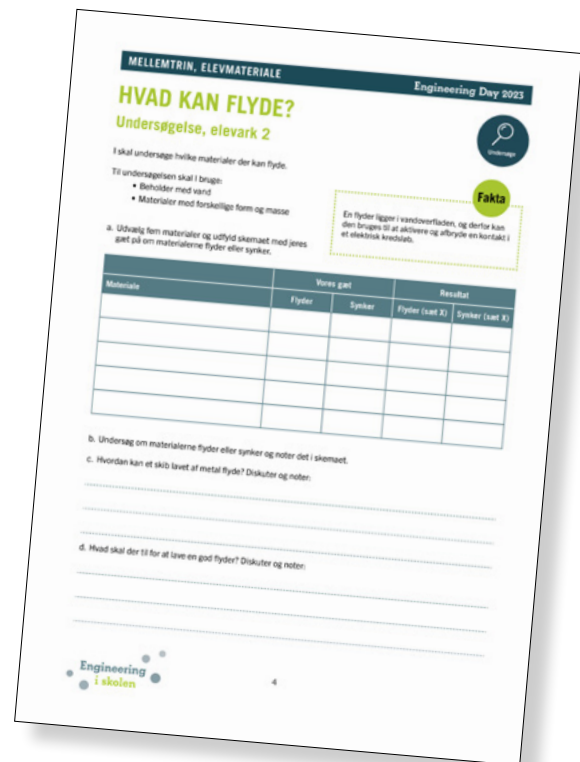 MELLEMTRIN, ELEVMATERIALE
Engineering Day 2023
HVAD KAN FLYDE?
Undersøgelse, elevark 2
Undersøge
I skal undersøge hvilke materialer der kan flyde.
Til undersøgelsen skal I bruge:
• Beholder med vand
• Materialer med forskellige form og masse
Fakta
En flyder ligger i vandoverfladen, og derfor kan
den bruges til at aktivere og afbryde en kontakt i
et elektrisk kredsløb.
a. Udvælg fem materialer og udfyld skemaet med jeres
gæt på om materialerne flyder eller synker.
Vores gæt
Resultat
Materiale
Flyder
Synker
Flyder (sæt X)
Synker (sæt X)
b. Undersøg om materialerne flyder eller synker og noter det i skemaet.
c. Hvordan kan et skib lavet af metal flyde? Diskuter og noter:
d. Hvad skal der til for at lave en god flyder? Diskuter og noter:
Engineering
i skolen
4